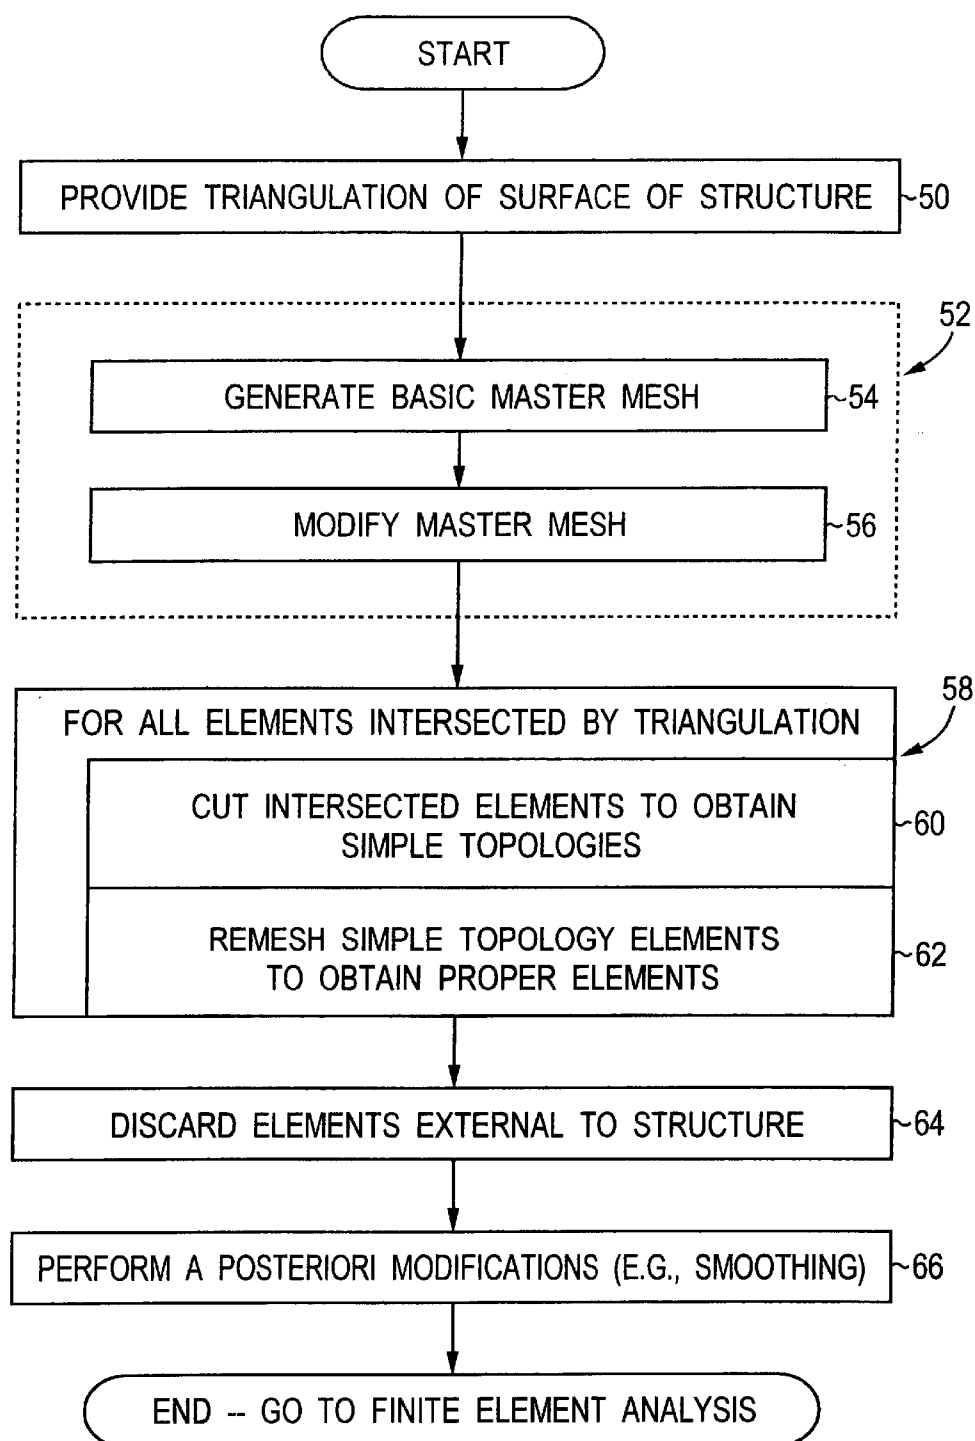 START
PROVIDE TRIANGULATION OF SURFACE OF STRUCTURE
50
52
GENERATE BASIC MASTER MESH
54
MODIFY MASTER MESH
56
58
FOR ALL ELEMENTS INTERSECTED BY TRIANGULATION
CUT INTERSECTED ELEMENTS TO OBTAIN
SIMPLE TOPOLOGIES
60
REMESH SIMPLE TOPOLOGY ELEMENTS
TO OBTAIN PROPER ELEMENTS
62
DISCARD ELEMENTS EXTERNAL TO STRUCTURE
64
PERFORM A POSTERIORI MODIFICATIONS (E.G., SMOOTHING)
66
END -- GO TO FINITE ELEMENT ANALYSIS